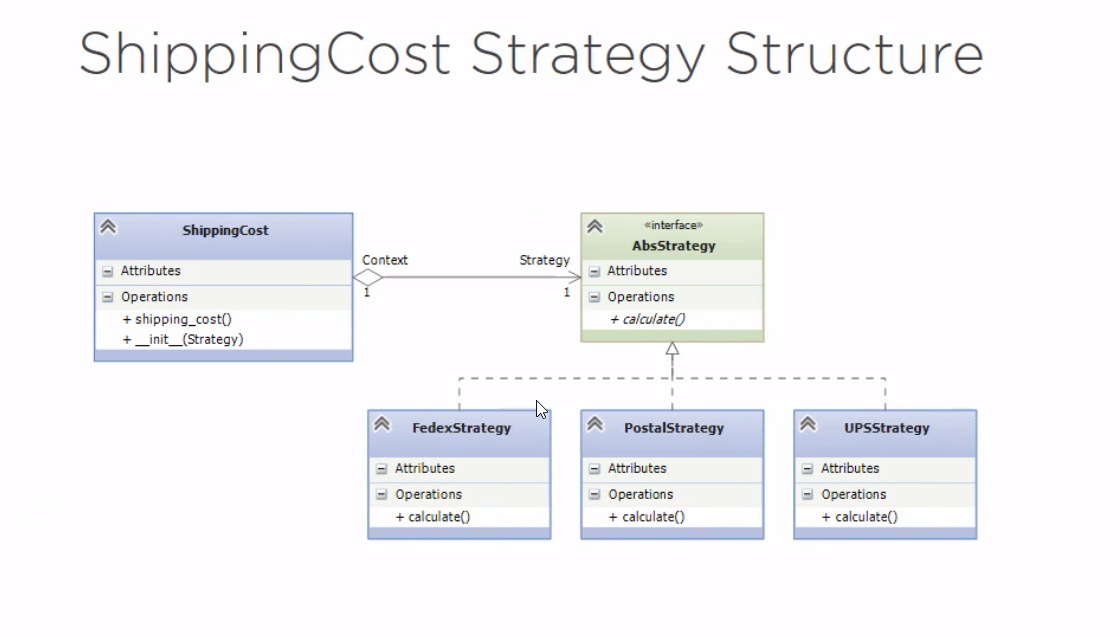 ShippingCost Strategy Structure
ShippingCost
Attributes
Operations
+ shipping_cost()
+ __init__(Strategy)
Context
1
Strategy
1
«interface»
AbsStrategy
Attributes
Operations
+ calculate()
FedexStrategy
Attributes
Operations
+ calculate()
PostalStrategy
Attributes
Operations
+ calculate()
UPSStrategy
Attributes
Operations
+ calculate()